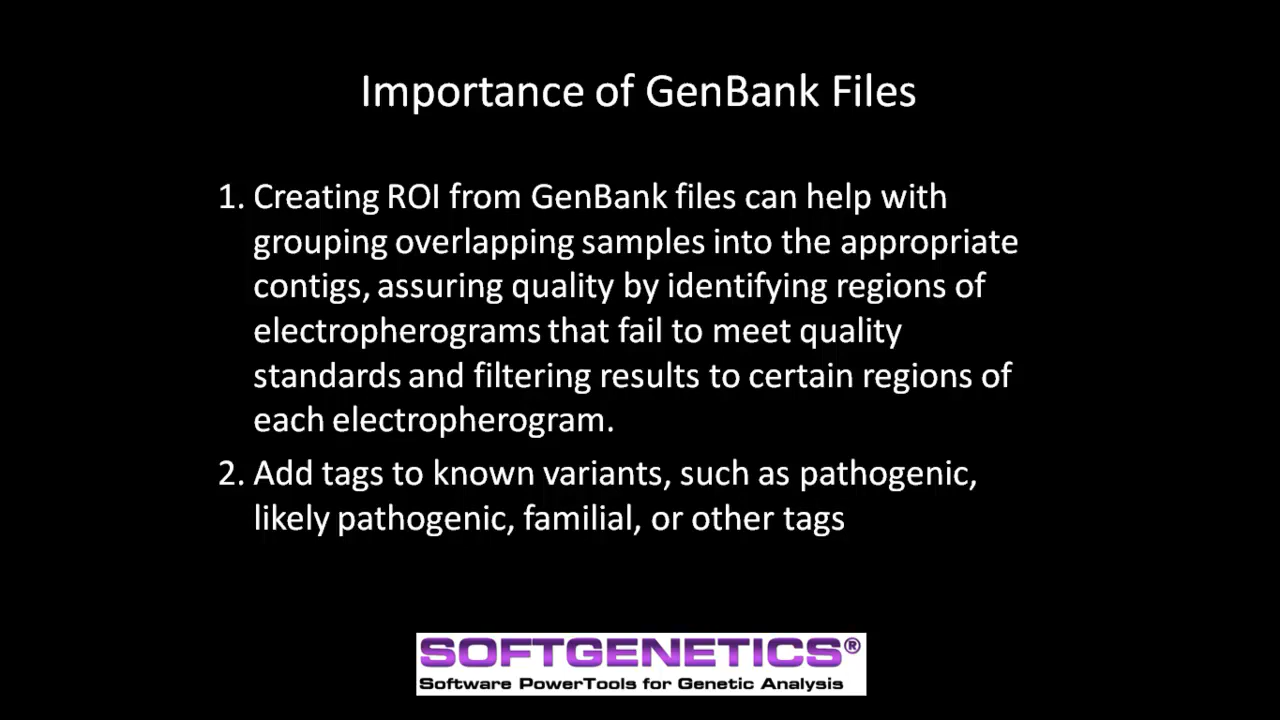 Importance of GenBank Files
1. Creating ROI from GenBank files can help with
grouping overlapping samples into the appropriate
contigs, assuring quality by identifying regions of
electropherograms that fail to meet quality
standards and filtering results to certain regions of
each electropherogram.
2. Add tags to known variants, such as pathogenic,
likely pathogenic, familial, or other tags
SOFTGENETICS®
Software PowerTools for Genetic Analysis